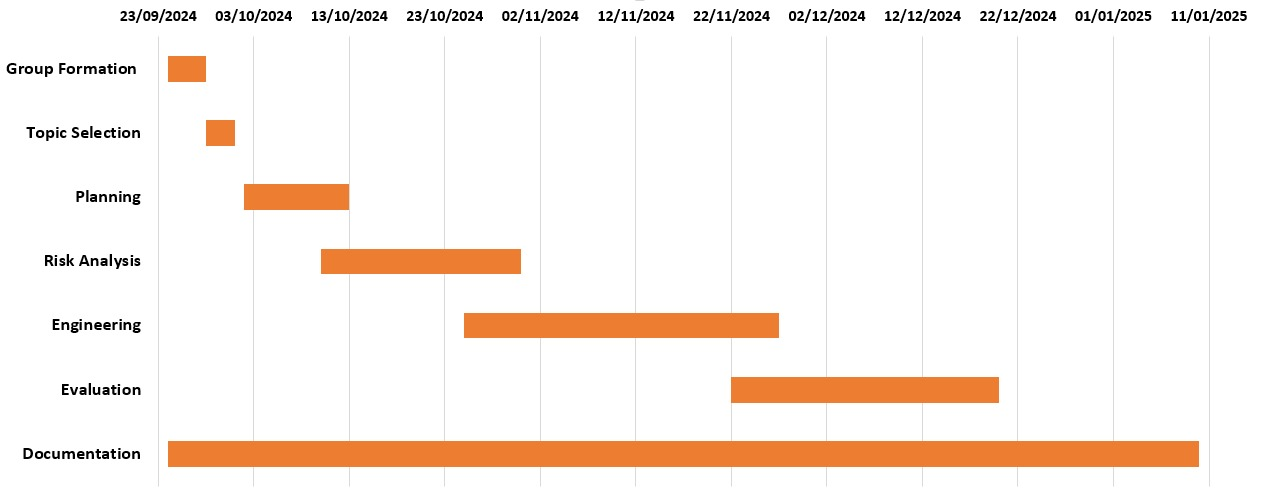 23/09/2024 03/10/2024 13/10/2024 23/10/2024 02/11/2024 12/11/2024 22/11/2024 02/12/2024 12/12/2024 22/12/2024 01/01/2025 11/01/2025
Group Formation
Topic Selection
Planning
Risk Analysis
Engineering
Evaluation
Documentation